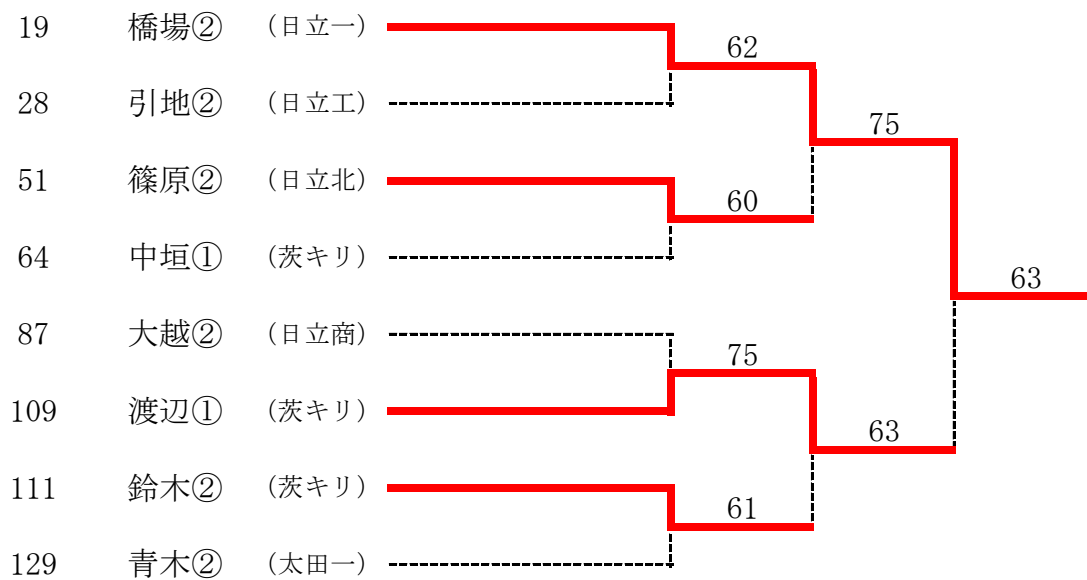 19 橋場② (日立一)
62
28 引地② (日立工)
75
51 篠原② (日立北)
60
64 中垣① (茨キリ)
63
87 大越② (日立商)
75
109 渡辺① (茨キリ)
63
111 鈴木② (茨キリ)
61
129 青木② (太田一)